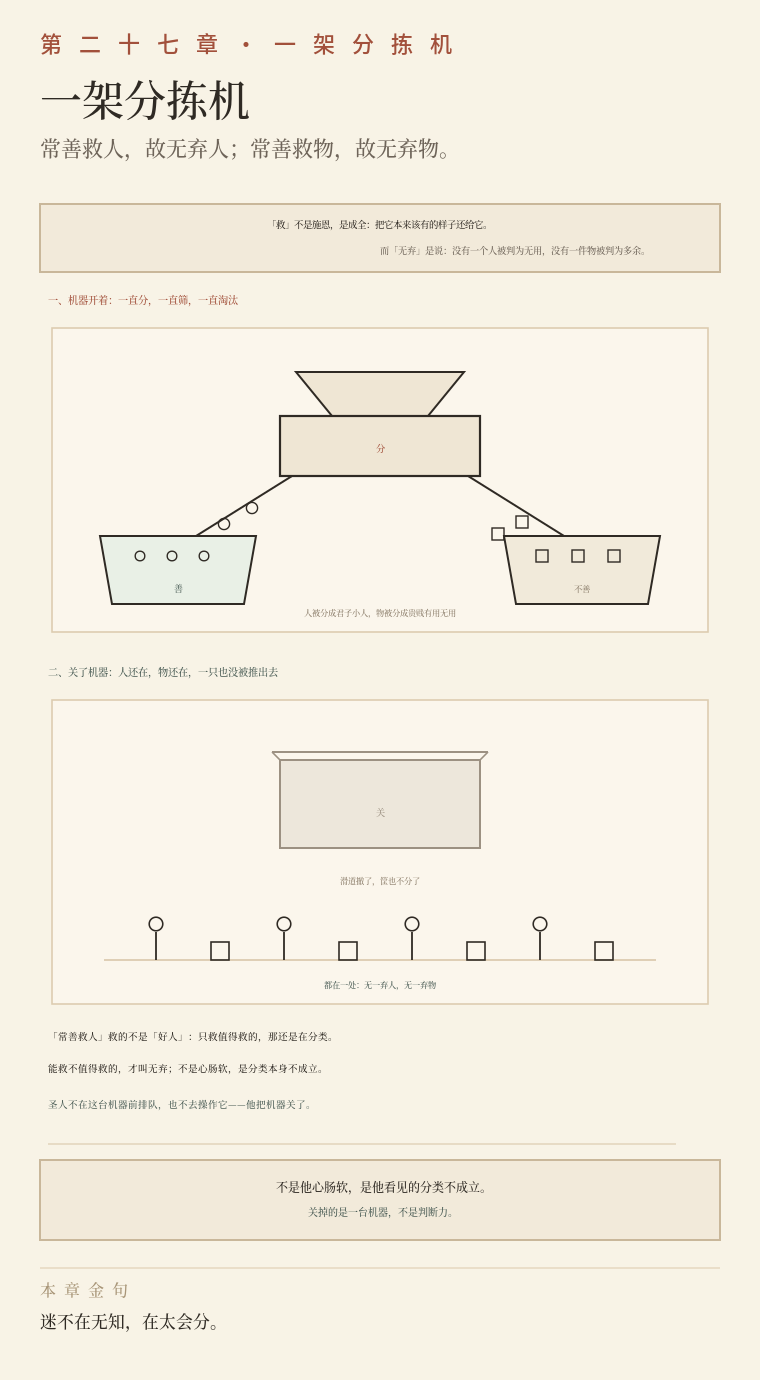 第二十七章·一架分拣机
一架分拣机
常善救人，故无弃人；常善救物，故无弃物。
「救」不是施恩，是成全：把它本来该有的样子还给它。
而「无弃」是说：没有一个人被判为无用，没有一件物被判为多余。
一、机器开着：一直分，一直筛，一直淘汰
分
善
不善
人被分成君子小人，物被分成贵贱有用无用
二、关了机器：人还在，物还在，一只也没被推出去
关
滑道撤了，筐也不分了
都在一处：无一弃人，无一弃物
「常善救人」救的不是「好人」：只救值得救的，那还是在分类。
能救不值得救的，才叫无弃；不是心肠软，是分类本身不成立。
圣人不在这台机器前排队，也不去操作它——他把机器关了。
不是他心肠软，是他看见的分类不成立。
关掉的是一台机器，不是判断力。
本章金句
迷不在无知，在太会分。